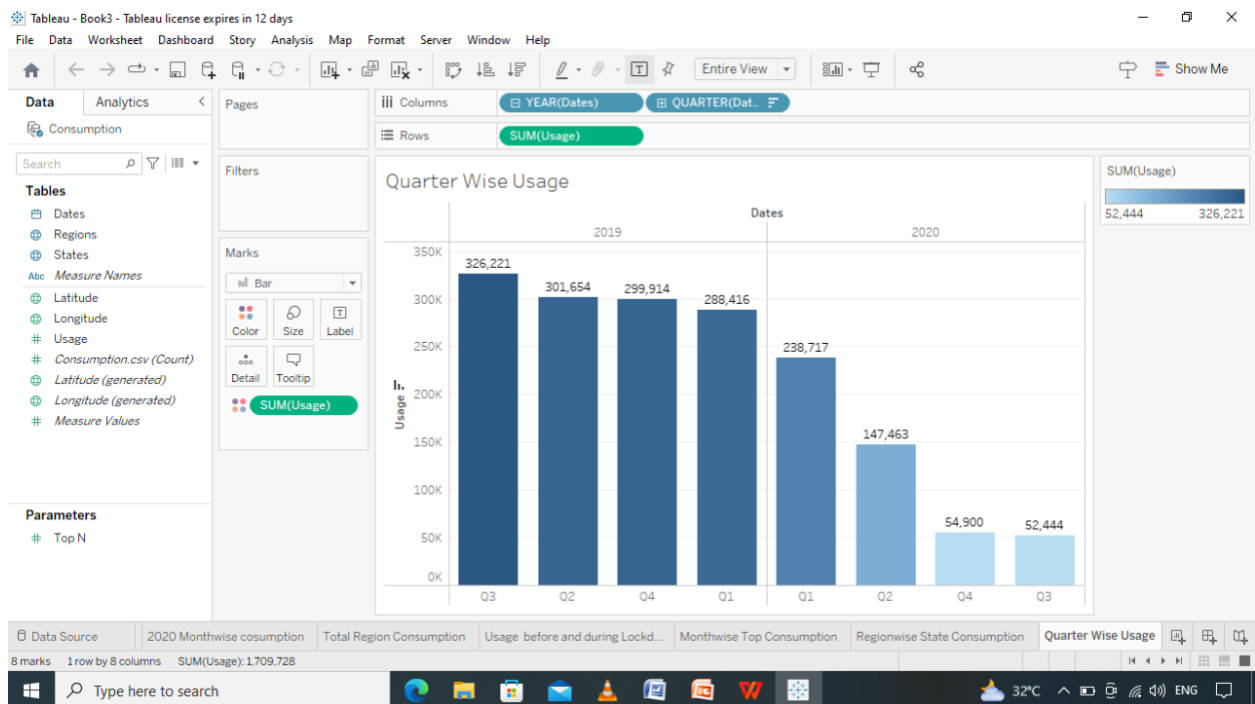 Tableau - Book3 - Tableau license expires in 12 days
File Data Worksheet Dashboard Story Analysis Map Format Server Window Help
Entire View
Show Me
Data Analytics
Consumption
Search
Tables
Dates
Regions
States
Abc Measure Names
Latitude
Longitude
# Usage
# Consumption.csv (Count)
Latitude (generated)
Longitude (generated)
# Measure Values
Parameters
# Top N
Pages
Filters
Marks
Bar
Color Size Label
Detail Tooltip
SUM(Usage)
iii Columns YEAR(Dates) QUARTER(Dat..
Rows SUM(Usage)
Quarter Wise Usage
Dates
2019 2020
Usage
350K
300K
250K
200K
150K
100K
50K
0K
326,221
301,654
299,914
288,416
238,717
147,463
54,900
52,444
Q3 Q2 Q4 Q1 Q1 Q2 Q4 Q3
SUM(Usage)
52,444 326,221
Data Source 2020 Monthwise cosumption Total Region Consumption Usage before and during Lockd... Monthwise Top Consumption Regionwise State Consumption Quarter Wise Usage
8 marks 1 row by 8 columns SUM(Usage): 1,709,728
Type here to search
32°C ENG